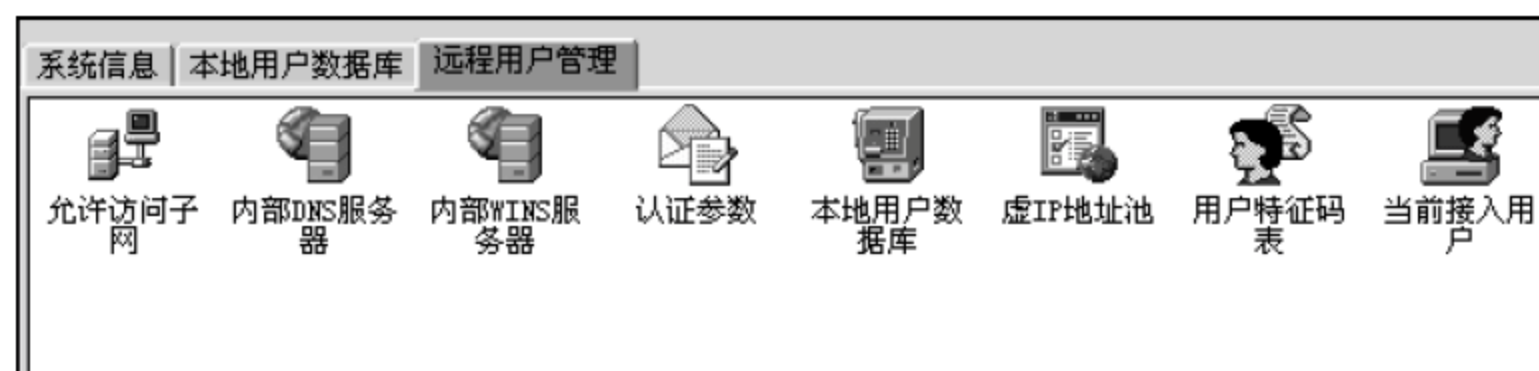 系统信息 本地用户数据库 远程用户管理
允许访问子网
内部DNS服务器
内部WINS服务器
认证参数
本地用户数据库
虚IP地址池
用户特征码表
当前接入用户